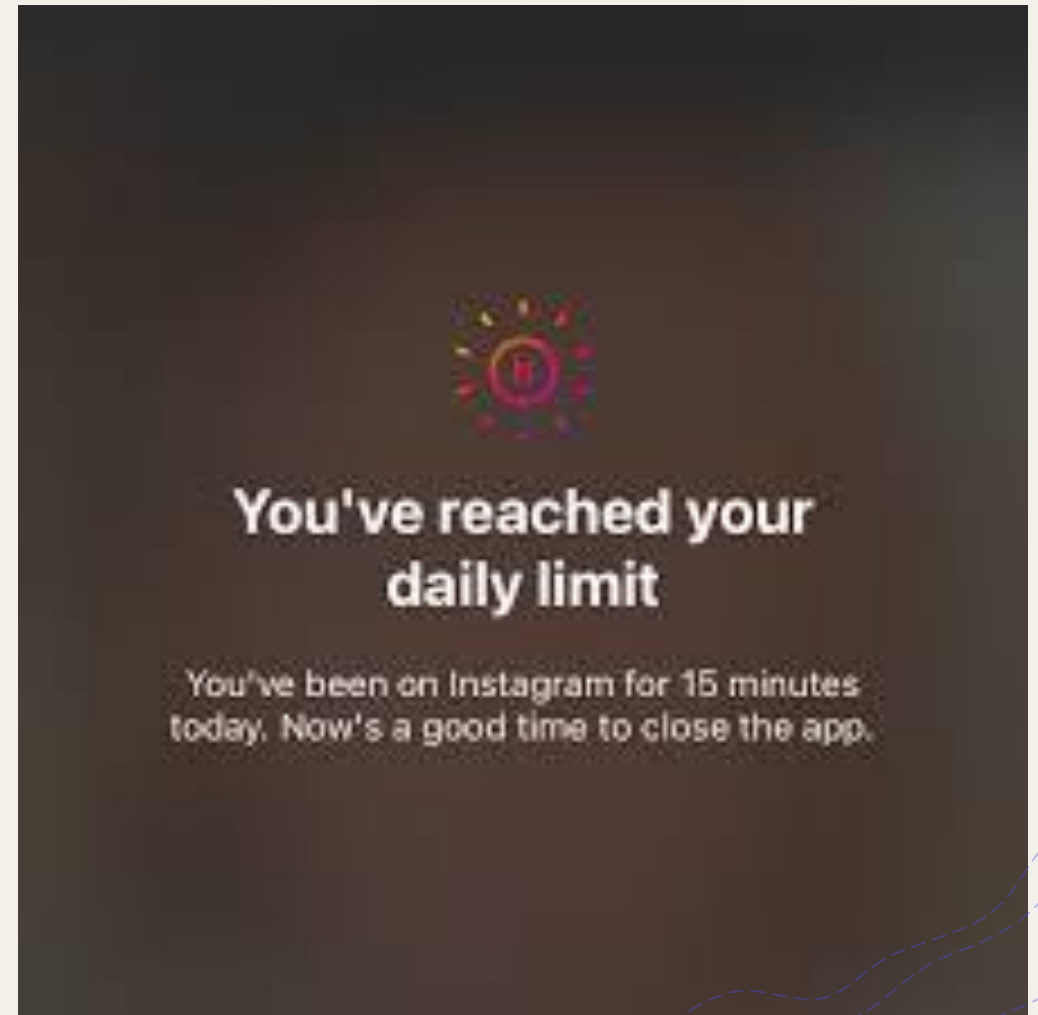 You've reached your
daily limit
You've been on Instagram for 15 minutes
today. Now's a good time to close the app.